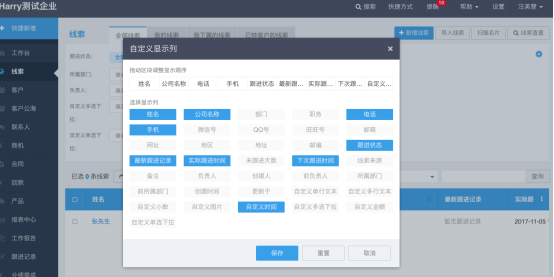 Harry测试企业
搜索 快捷方式 提醒 10 帮助 设置 汪美慧
快捷新增
线索 全部线索 我的线索 我下属的线索 已转客户的线索 新增线索 导入线索 扫描名片 线索查重
工作台
线索
客户
客户公海
联系人
商机
合同
回款
产品
报表中心
工作报告
跟进记录
跟进状态:
所属部门:
负责人:
自定义多选下拉:
自定义单选下拉:
自定义显示列
拖动区块调整显示顺序
姓名 公司名称 电话 手机 跟进状态 最新跟... 实际跟... 下次跟... 自定义...
选择显示列
姓名 公司名称 部门 职务 电话
手机 微信号 QQ号 旺旺号 邮箱
网址 地区 地址 邮编 跟进状态
最新跟进记录 实际跟进时间 未跟进天数 下次跟进时间 线索来源
备注 负责人 创建人 前负责人 所属部门
前所属部门 创建时间 更新于 自定义单行文本 自定义多行文本
自定义小数 自定义图片 自定义时间 自定义多选下拉 自定义金额
自定义单选下拉
保存 重置 取消
已选 0 条线索 查询
姓名 最新跟进记录 实际跟
张先生 暂无跟进记录 2017-11-05